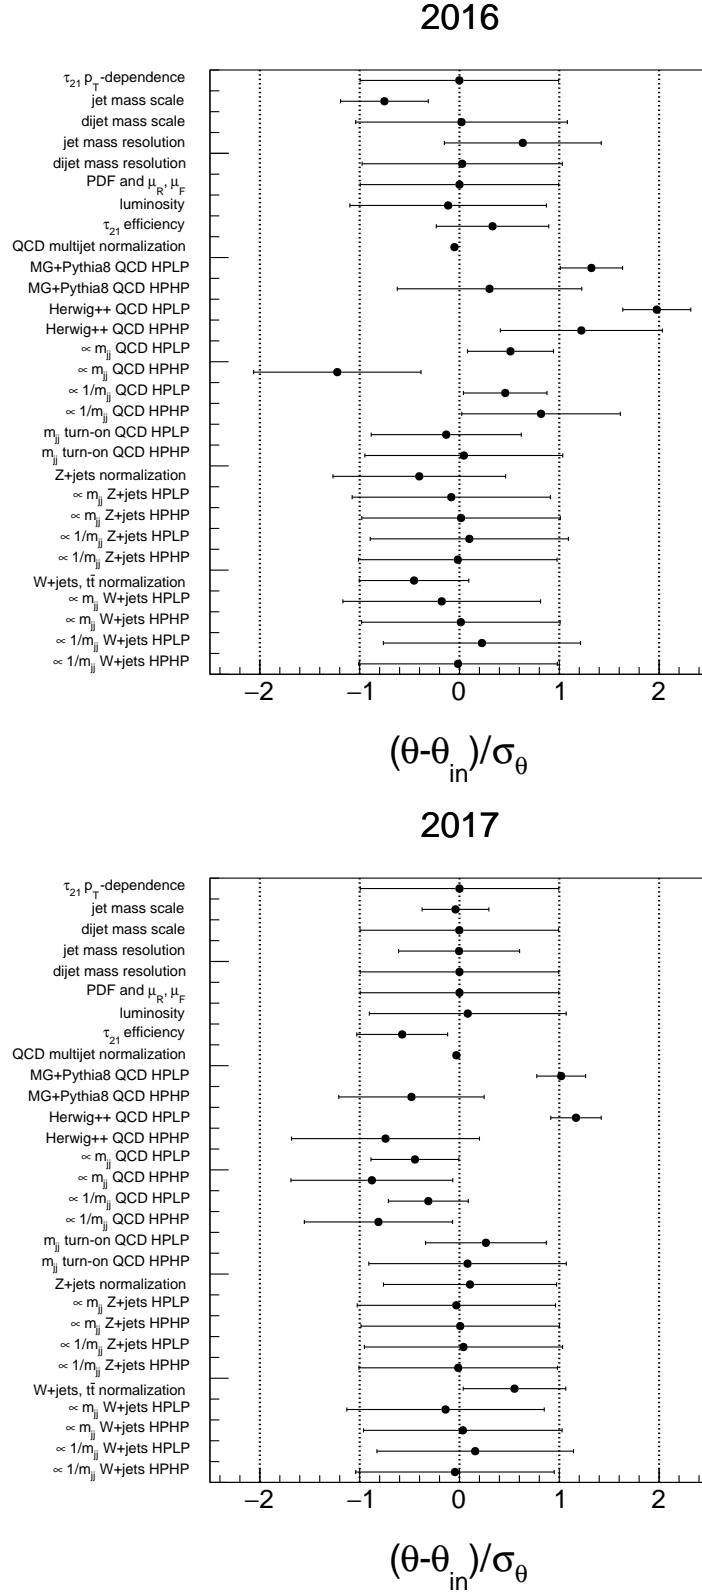 2016
τ21 pT-dependence
jet mass scale
dijet mass scale
jet mass resolution
dijet mass resolution
PDF and μR, μF
luminosity
τ21 efficiency
QCD multijet normalization
MG+Pythia8 QCD HPLP
MG+Pythia8 QCD HPHP
Herwig++ QCD HPLP
Herwig++ QCD HPHP
∝ mjj QCD HPLP
∝ mjj QCD HPHP
∝ 1/mjj QCD HPLP
∝ 1/mjj QCD HPHP
mjj turn-on QCD HPLP
mjj turn-on QCD HPHP
Z+jets normalization
∝ mjj Z+jets HPLP
∝ mjj Z+jets HPHP
∝ 1/mjj Z+jets HPLP
∝ 1/mjj Z+jets HPHP
W+jets, tt̄ normalization
∝ mjj W+jets HPLP
∝ mjj W+jets HPHP
∝ 1/mjj W+jets HPLP
∝ 1/mjj W+jets HPHP
−2 −1 0 1 2
(θ-θin)/σθ
2017
τ21 pT-dependence
jet mass scale
dijet mass scale
jet mass resolution
dijet mass resolution
PDF and μR, μF
luminosity
τ21 efficiency
QCD multijet normalization
MG+Pythia8 QCD HPLP
MG+Pythia8 QCD HPHP
Herwig++ QCD HPLP
Herwig++ QCD HPHP
∝ mjj QCD HPLP
∝ mjj QCD HPHP
∝ 1/mjj QCD HPLP
∝ 1/mjj QCD HPHP
mjj turn-on QCD HPLP
mjj turn-on QCD HPHP
Z+jets normalization
∝ mjj Z+jets HPLP
∝ mjj Z+jets HPHP
∝ 1/mjj Z+jets HPLP
∝ 1/mjj Z+jets HPHP
W+jets, tt̄ normalization
∝ mjj W+jets HPLP
∝ mjj W+jets HPHP
∝ 1/mjj W+jets HPLP
∝ 1/mjj W+jets HPHP
−2 −1 0 1 2
(θ-θin)/σθ